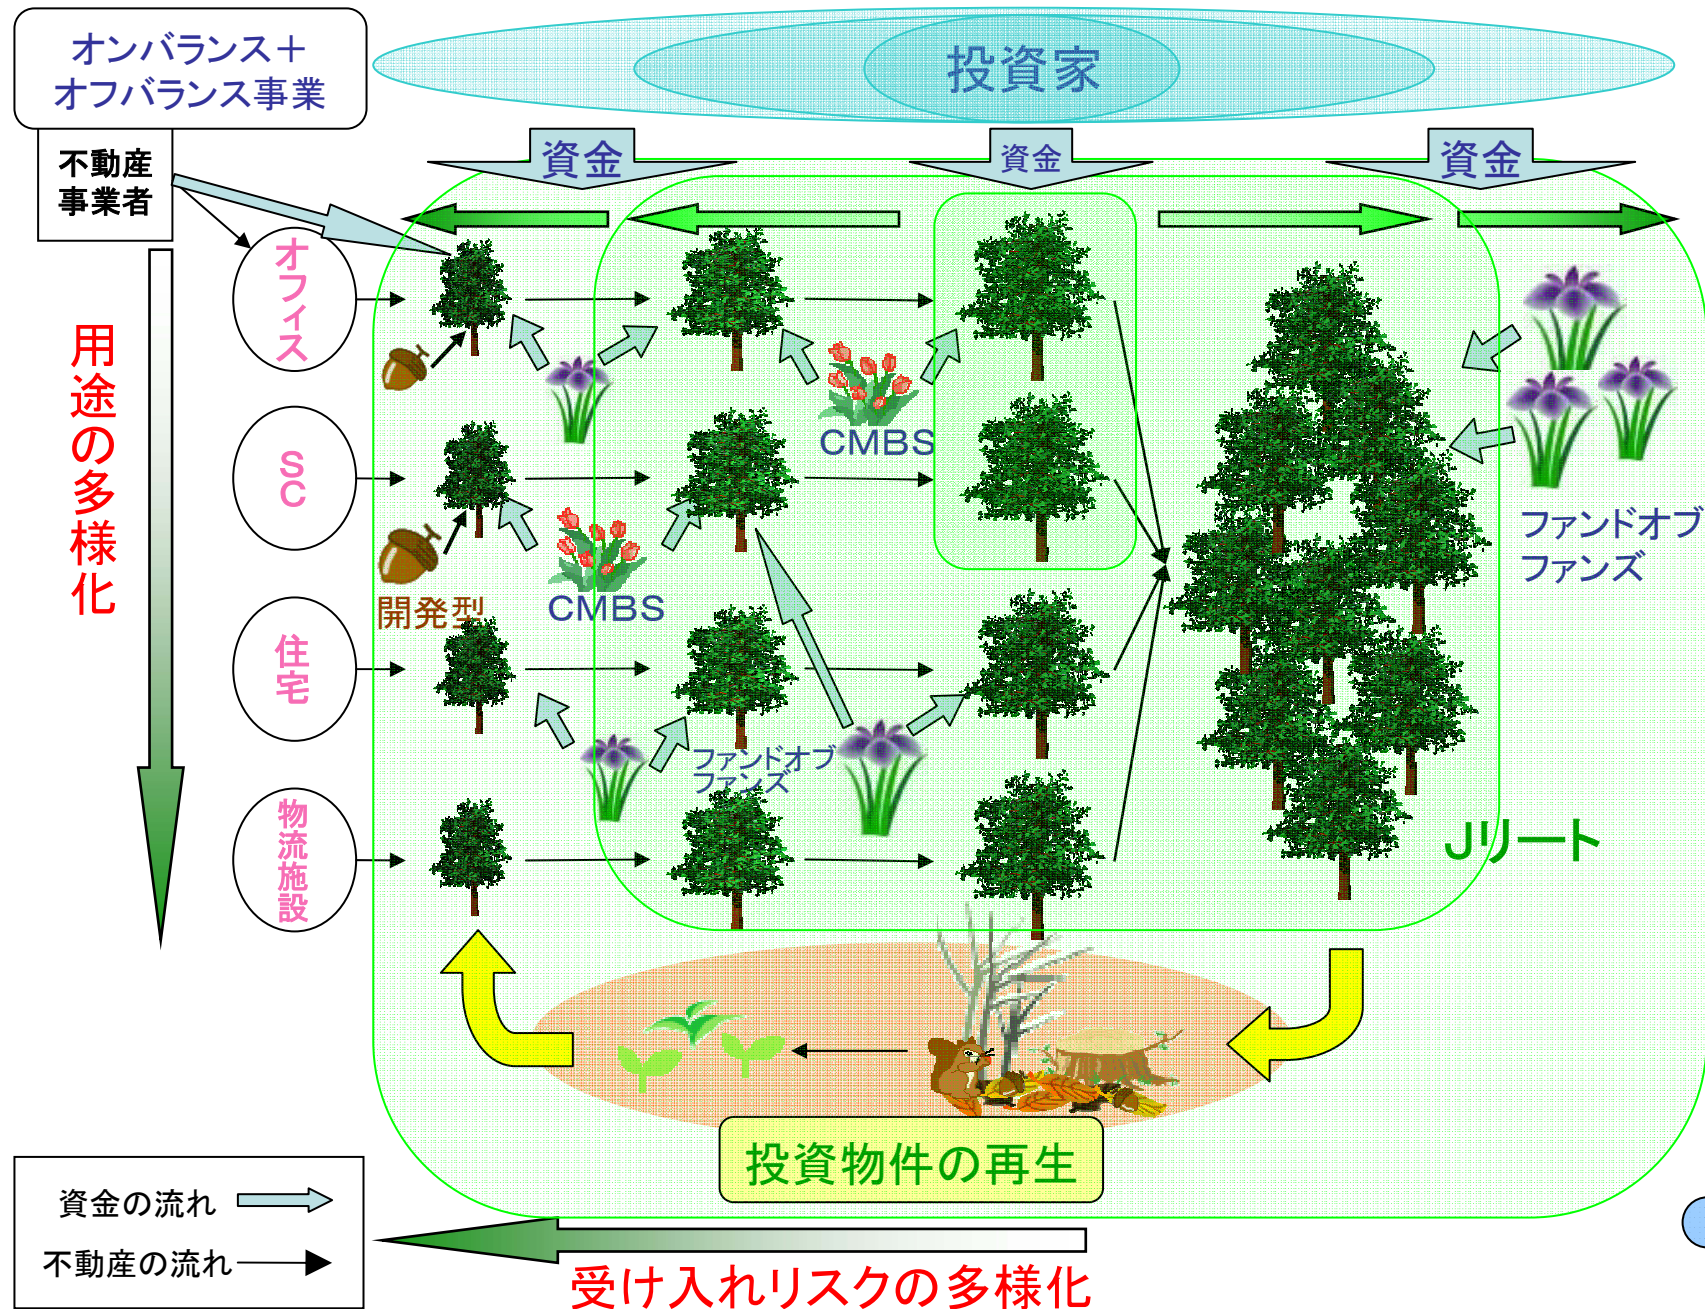 オンバランス＋
オフバランス事業
投資家
不動産
事業者
資金
資金
資金
オフィス
CMBS
用途の多様化
SC
ファンドオブ
ファンズ
開発型
CMBS
住宅
ファンドオブ
ファンズ
物流施設
Jリート
投資物件の再生
資金の流れ
不動産の流れ
受け入れリスクの多様化